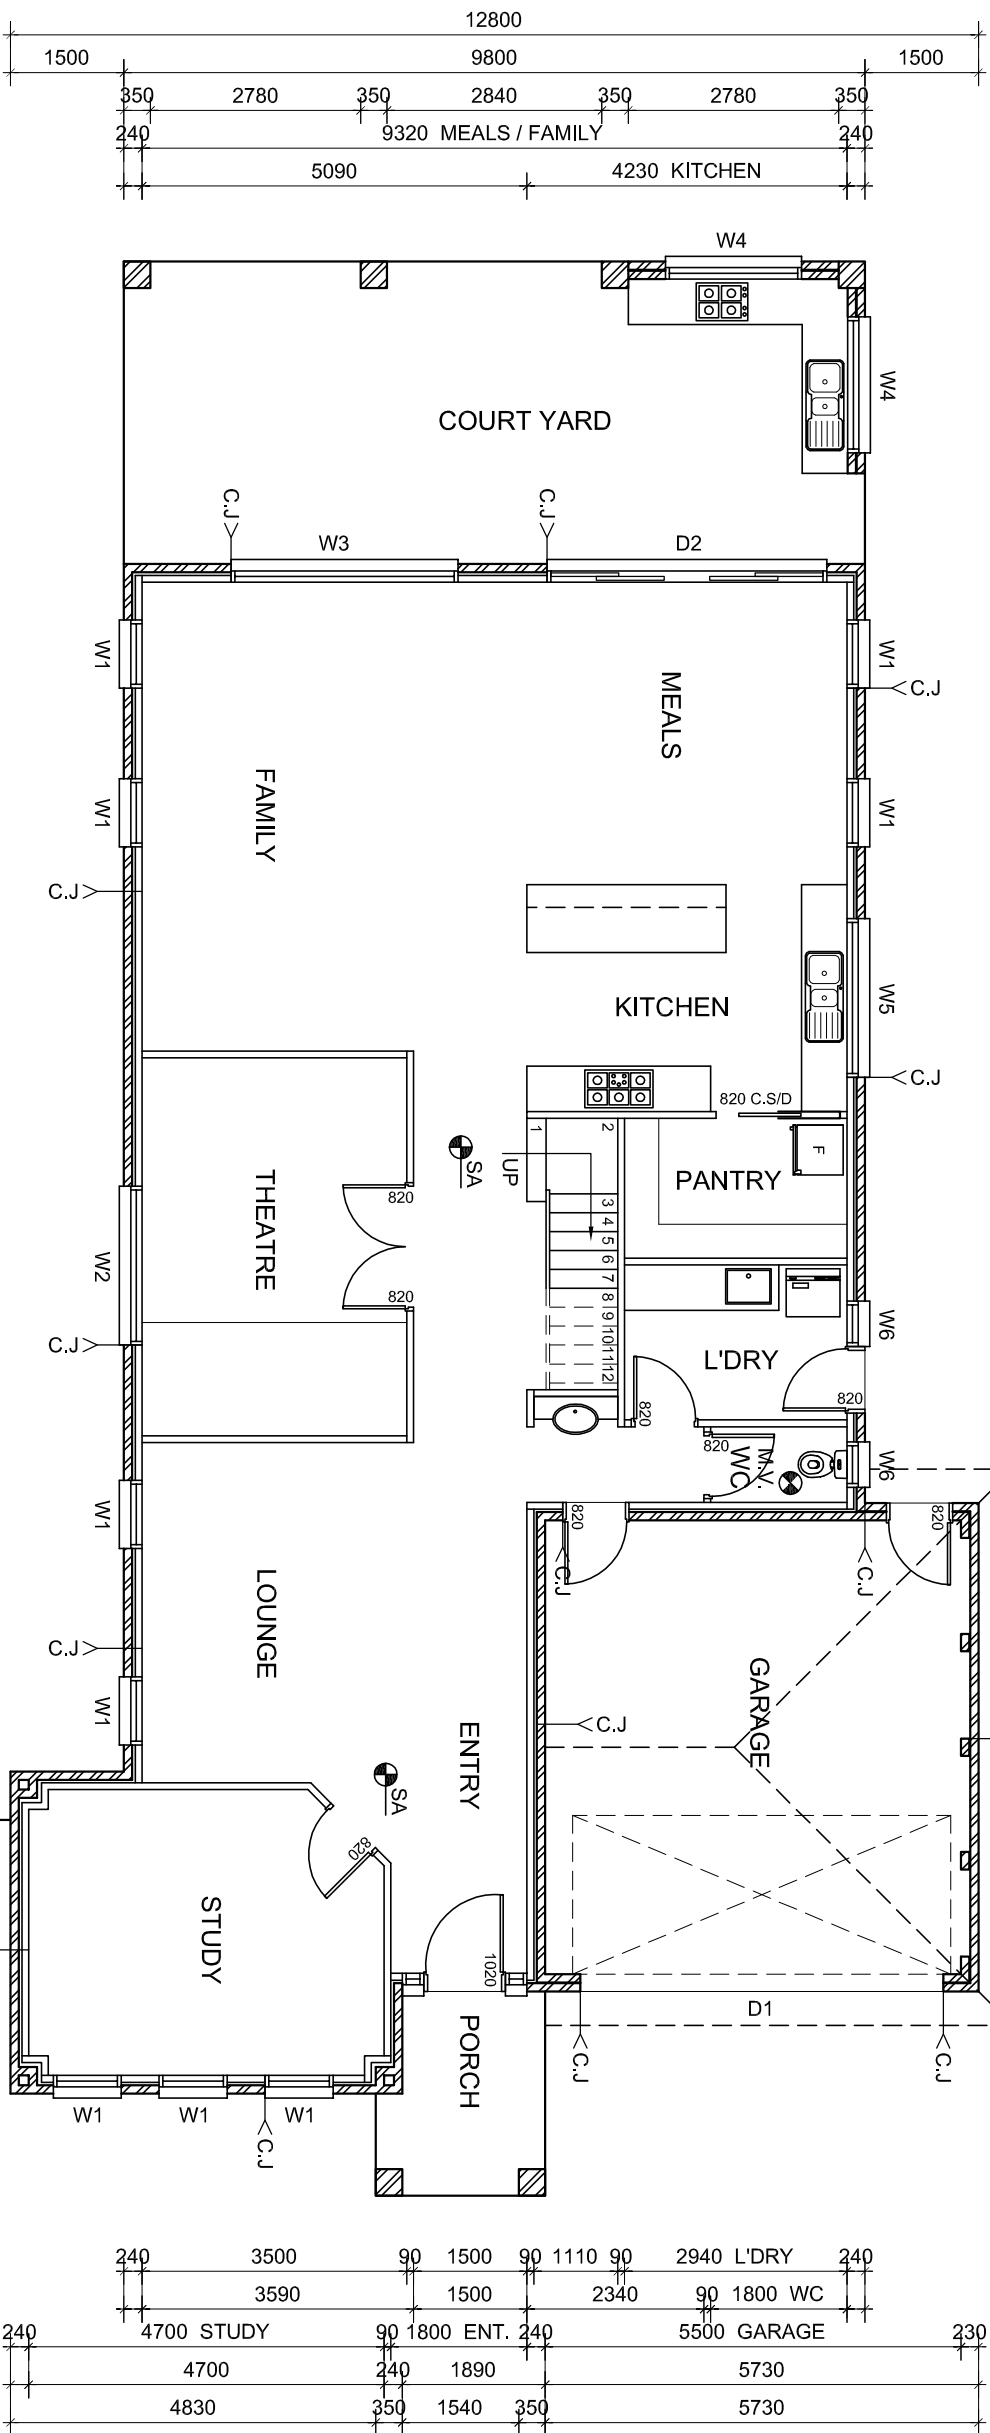 12800
1500 9800 1500
350 2780 350 2840 350 2780 350
240 9320 MEALS / FAMILY 240
5090 4230 KITCHEN
W4
W4
COURT YARD
C.J
C.J
W3
D2
W1
W1
C.J
MEALS
FAMILY
W1
W1
C.J
KITCHEN
W5
C.J
820 C.S/D
1
2
F
SA
UP
PANTRY
THEATRE
820
3
4
5
6
7
8
9
10
11
12
W2
820
C.J
W6
L'DRY
820
820
820
M.V.
WC
W6
W1
820
820
C.J
C.J
LOUNGE
C.J
GARAGE
W1
C.J
ENTRY
SA
820
STUDY
1020
PORCH
D1
C.J
C.J
W1 W1 W1
C.J
240 3500 90 1500 90 1110 90 2940 L'DRY 240
3590 1500 2340 90 1800 WC
240 4700 STUDY 90 1800 ENT. 240 5500 GARAGE 230
4700 240 1890 5730
4830 350 1540 350 5730